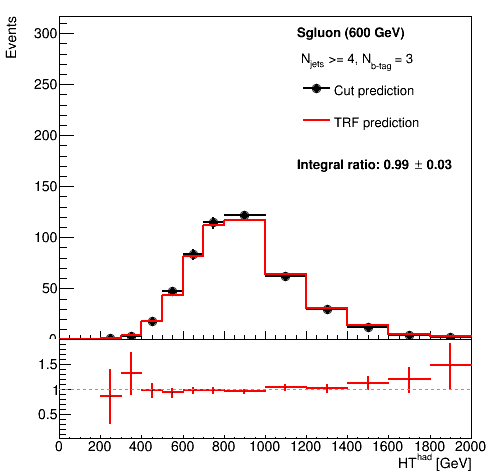 Events
300
250
200
150
100
50
0
Sgluon (600 GeV)
N_jets >= 4, N_b-tag = 3
Cut prediction
TRF prediction
Integral ratio: 0.99 ± 0.03
1.5
1
0.5
0 200 400 600 800 1000 1200 1400 1600 1800 2000
HT^had [GeV]